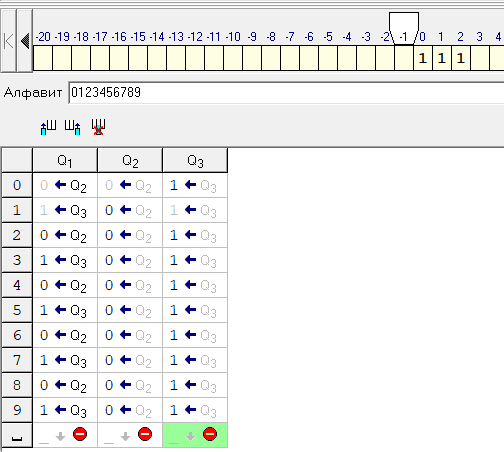 -20 -19 -18 -17 -16 -15 -14 -13 -12 -11 -10 -9 -8 -7 -6 -5 -4 -3 -2 -1 0 1 2 3 4
1 1 1
Алфавит 0123456789
Q1 Q2 Q3
0 0 ← Q2 0 ← Q2 1 ← Q3
1 1 ← Q3 0 ← Q2 1 ← Q3
2 0 ← Q2 0 ← Q2 1 ← Q3
3 1 ← Q3 0 ← Q2 1 ← Q3
4 0 ← Q2 0 ← Q2 1 ← Q3
5 1 ← Q3 0 ← Q2 1 ← Q3
6 0 ← Q2 0 ← Q2 1 ← Q3
7 1 ← Q3 0 ← Q2 1 ← Q3
8 0 ← Q2 0 ← Q2 1 ← Q3
9 1 ← Q3 0 ← Q2 1 ← Q3
␣ _ ↓ _ ↓ _ ↓